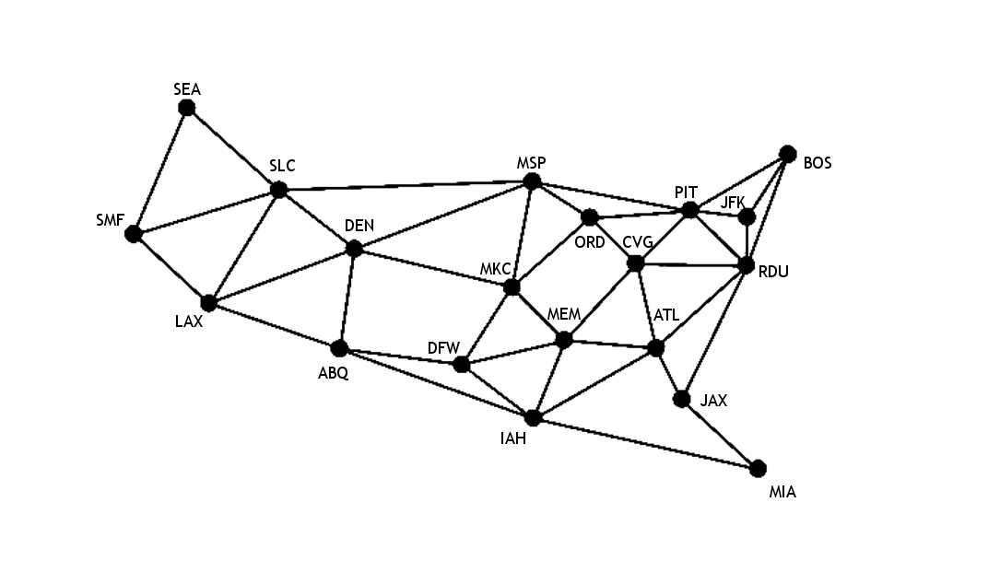 SEA
SLC
MSP
BOS
PIT
JFK
SMF
DEN
ORD
CVG
MKC
RDU
LAX
MEM
ATL
DFW
ABQ
JAX
IAH
MIA